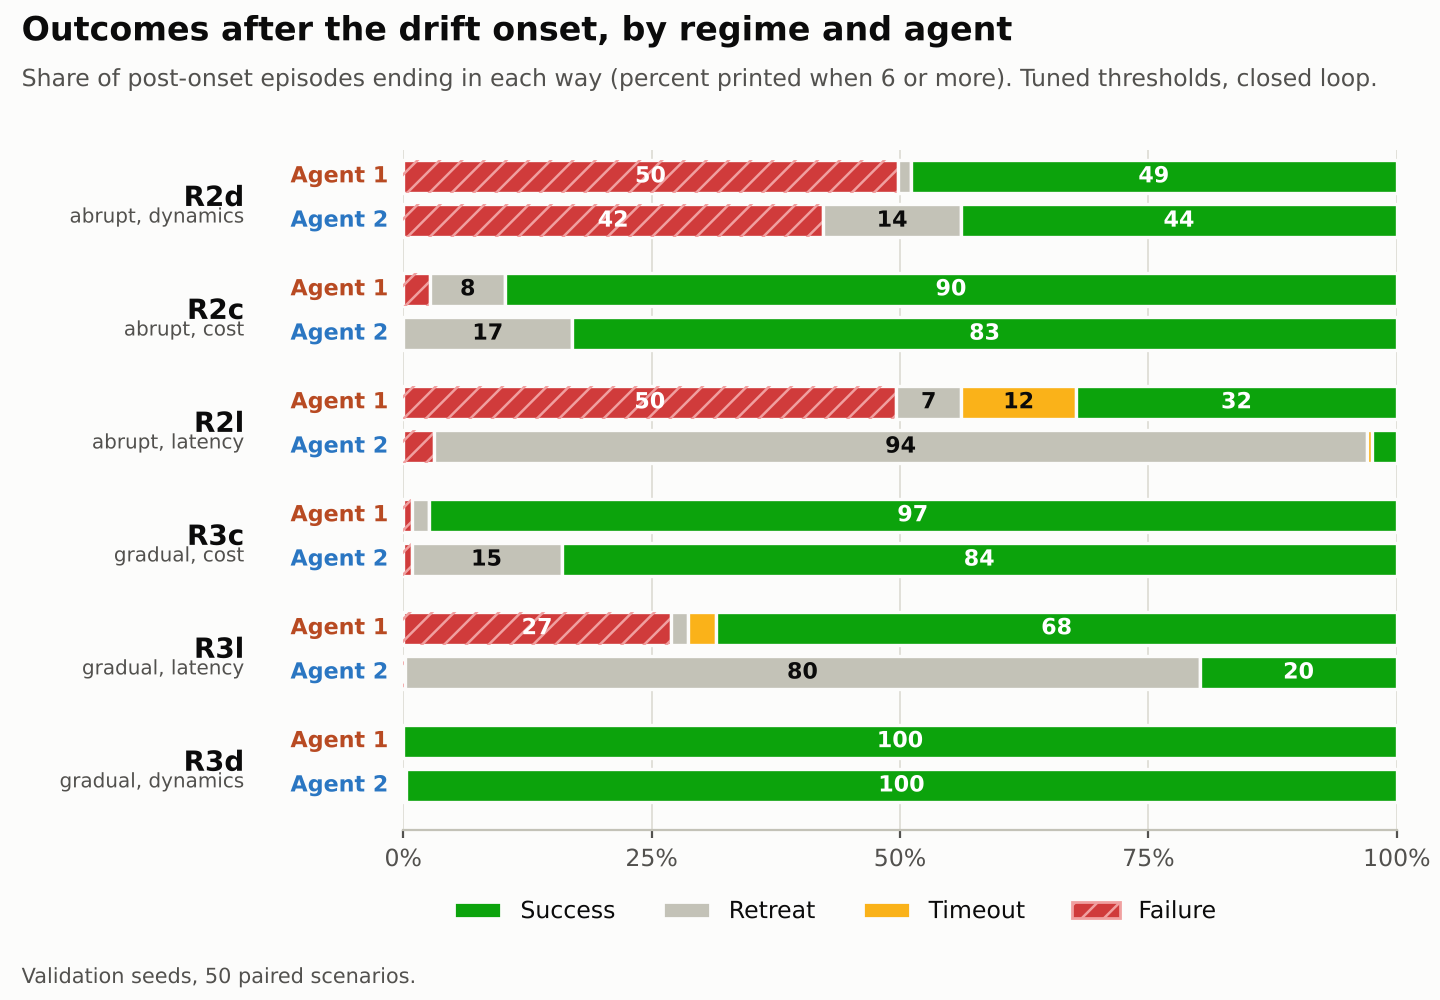 Outcomes after the drift onset, by regime and agent
Share of post-onset episodes ending in each way (percent printed when 6 or more). Tuned thresholds, closed loop.
R2d
abrupt, dynamics
Agent 1
50
49
Agent 2
42
14
44
R2c
abrupt, cost
Agent 1
8
90
Agent 2
17
83
R2l
abrupt, latency
Agent 1
50
7
12
32
Agent 2
94
R3c
gradual, cost
Agent 1
97
Agent 2
15
84
R3l
gradual, latency
Agent 1
27
68
Agent 2
80
20
R3d
gradual, dynamics
Agent 1
100
Agent 2
100
0%
25%
50%
75%
100%
Success
Retreat
Timeout
Failure
Validation seeds, 50 paired scenarios.